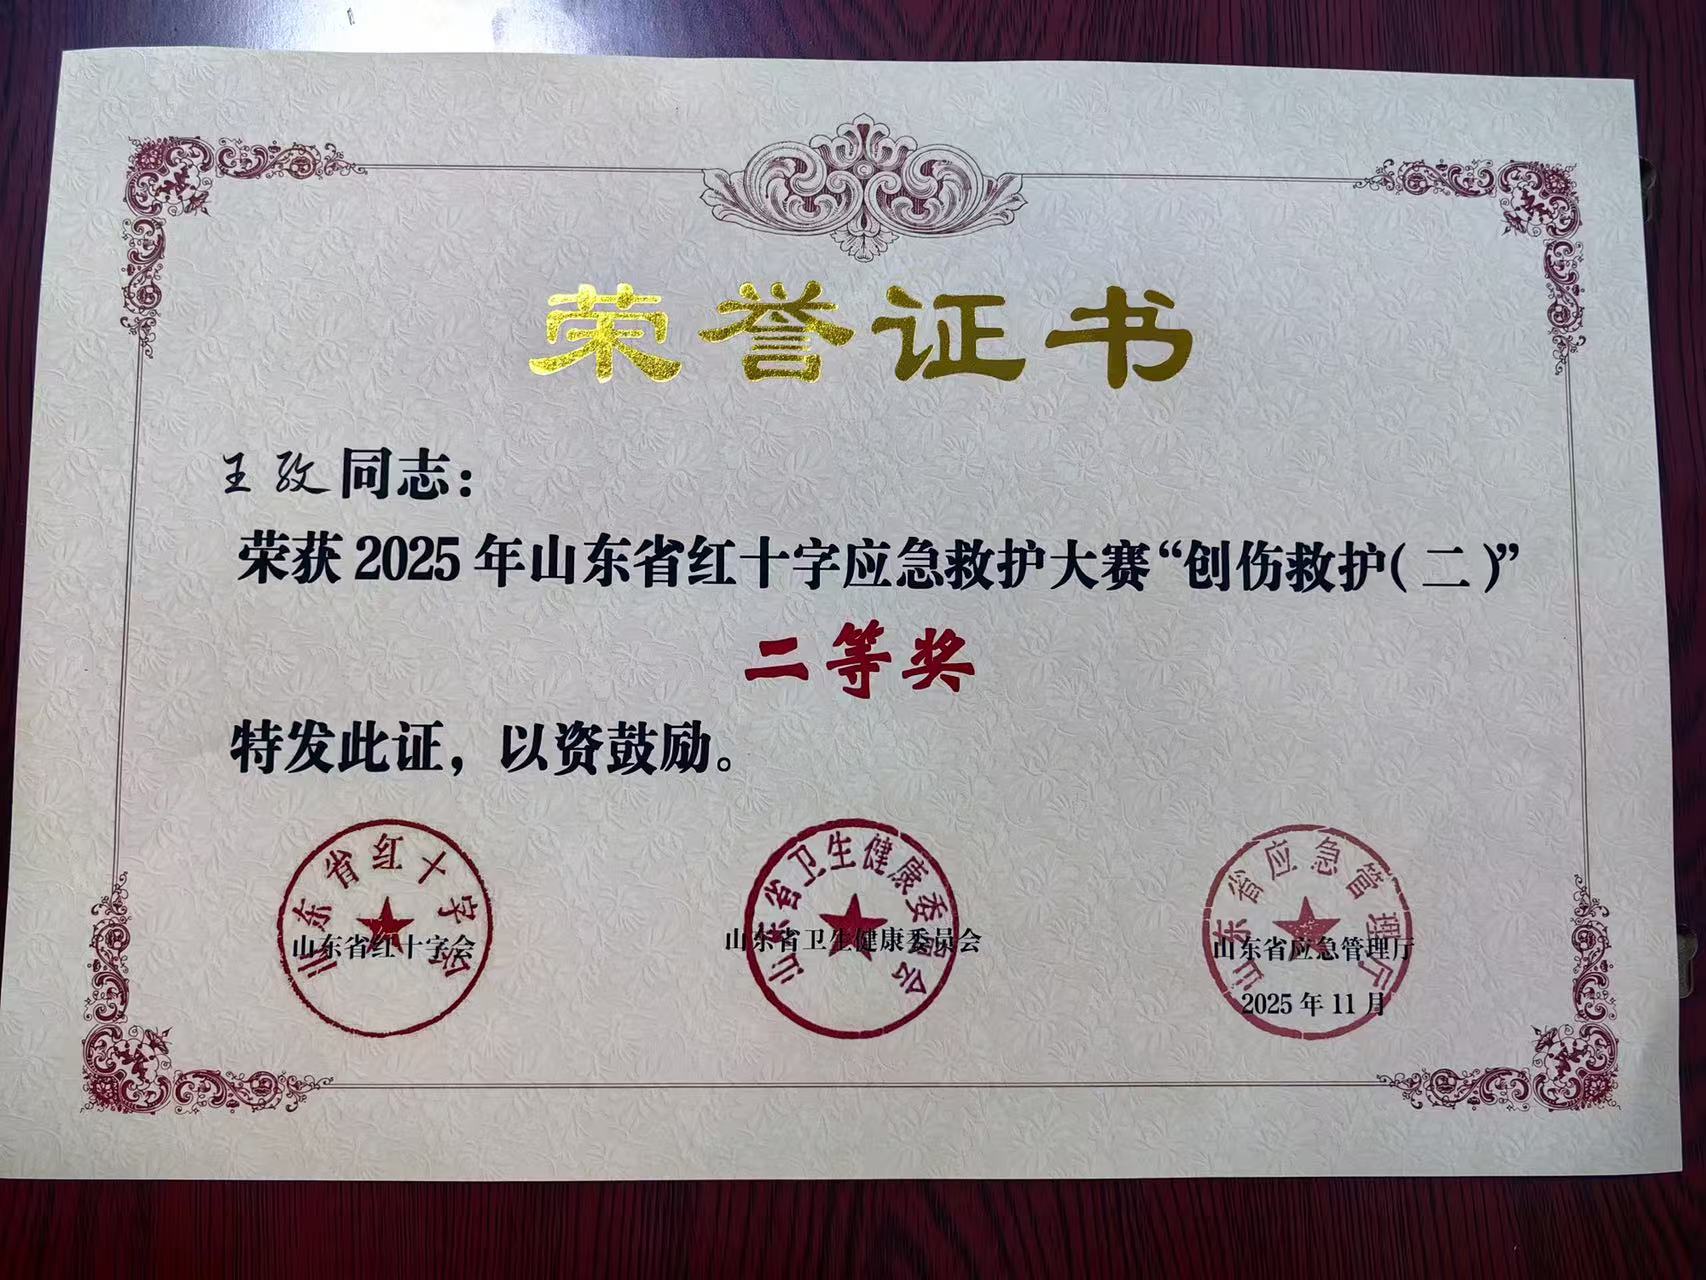 荣誉证书
王孜同志：
荣获2025年山东省红十字应急救护大赛“创伤救护(二)”
二等奖
特发此证，以资鼓励。
山东省红十字会
山东省红十字会
山东省卫生健康委员会
山东省卫生健康委员会
山东省应急管理厅
山东省应急管理厅
2025年11月